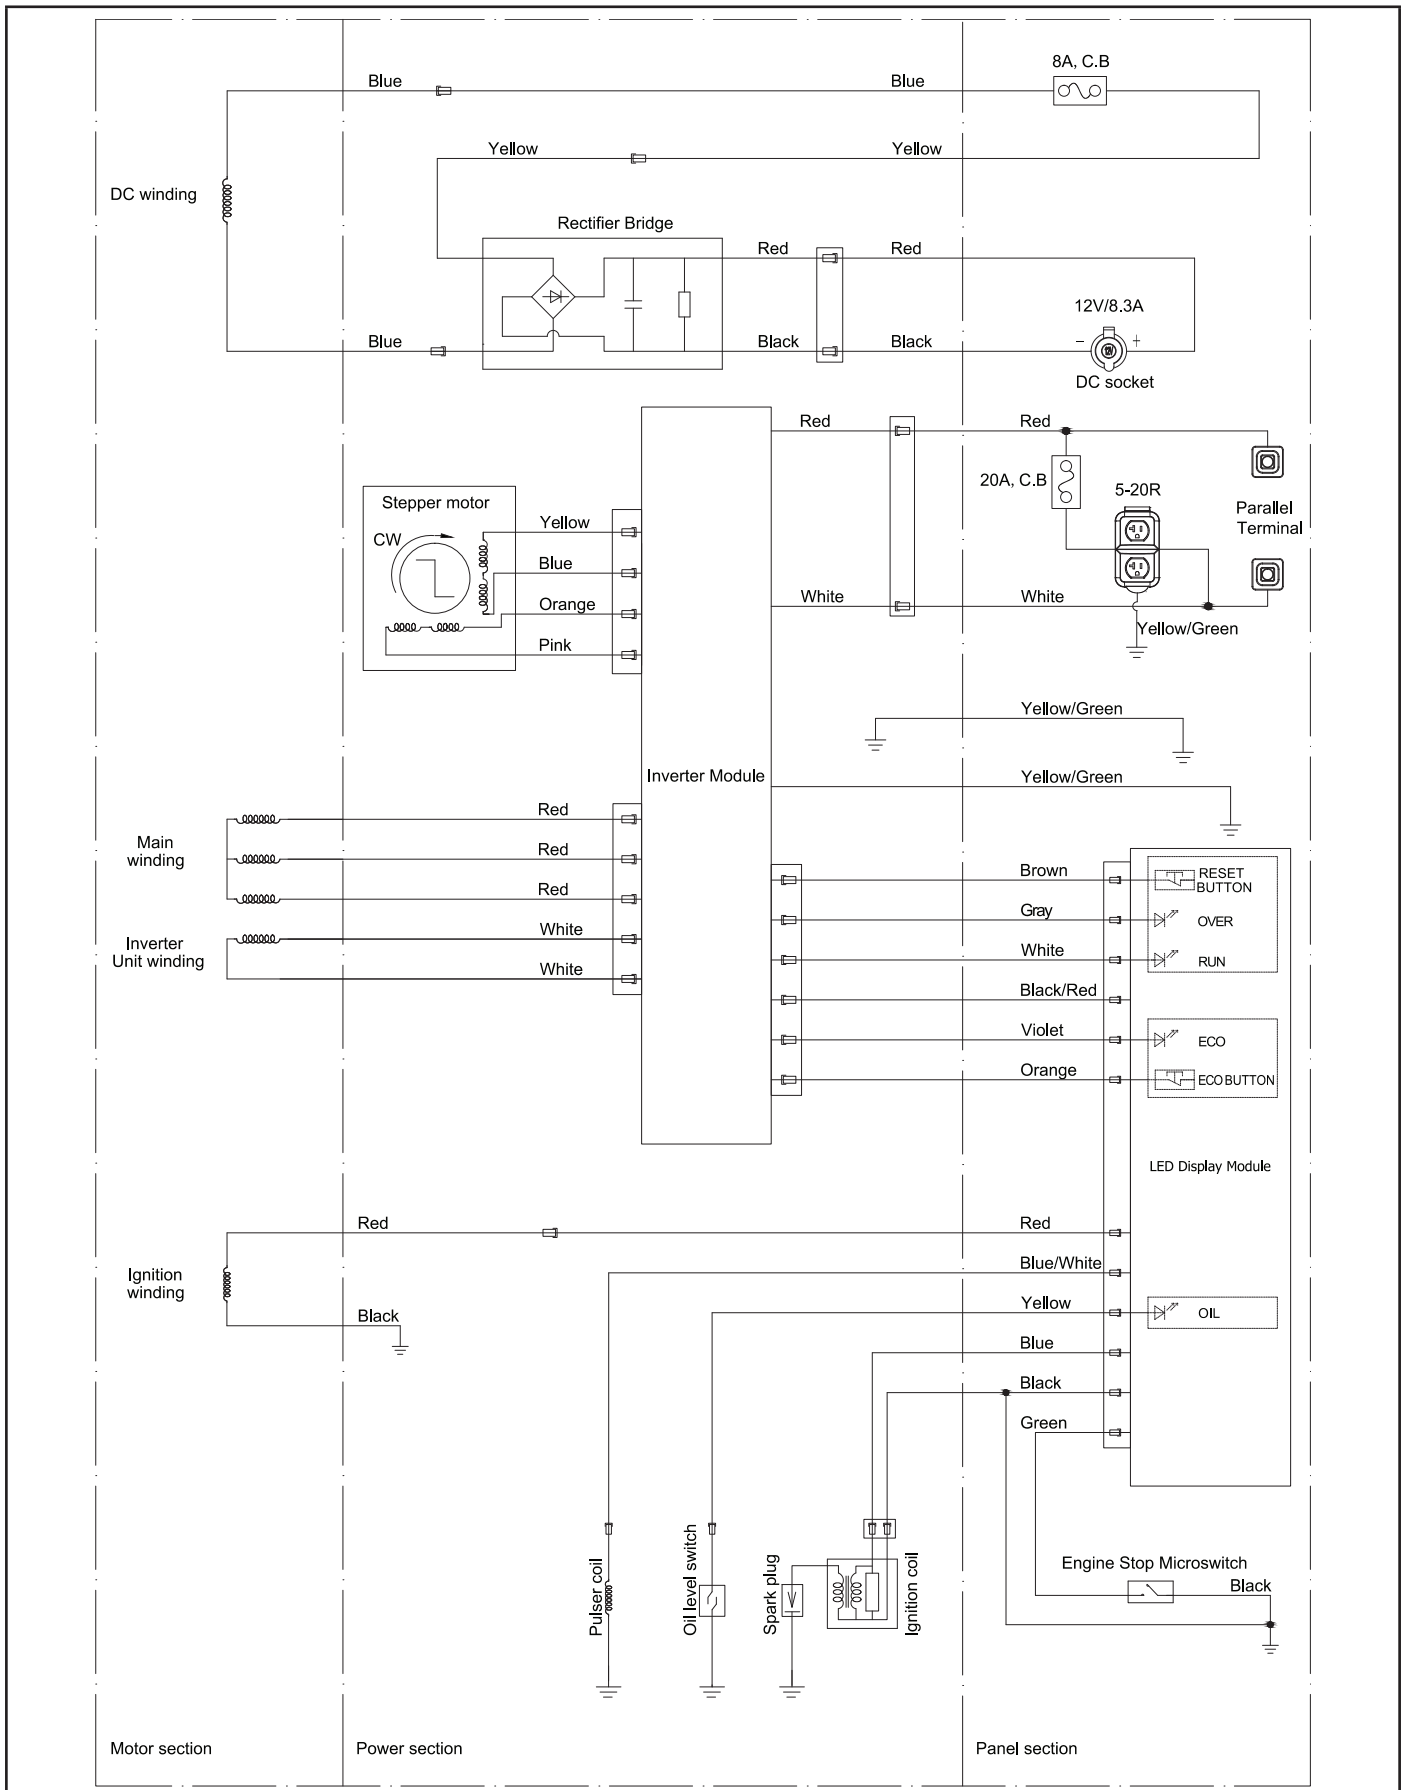 8A, C.B
Blue
Blue
Yellow
Yellow
DC winding
Rectifier Bridge
Red
Red
12V/8.3A
Blue
Black
Black
- +
12V
DC socket
Red
Red
20A, C.B
5-20R
Parallel
Terminal
Stepper motor
CW
Yellow
Blue
Orange
Pink
White
White
Yellow/Green
Yellow/Green
Inverter Module
Yellow/Green
Main
winding
Red
Red
Red
Inverter
Unit winding
White
White
Brown
RESET
BUTTON
Gray
OVER
White
RUN
Black/Red
Violet
ECO
Orange
ECO BUTTON
LED Display Module
Red
Red
Ignition
winding
Blue/White
Black
Yellow
OIL
Blue
Black
Green
Pulser coil
Oil level switch
Spark plug
Ignition coil
Engine Stop Microswitch
Black
Motor section
Power section
Panel section